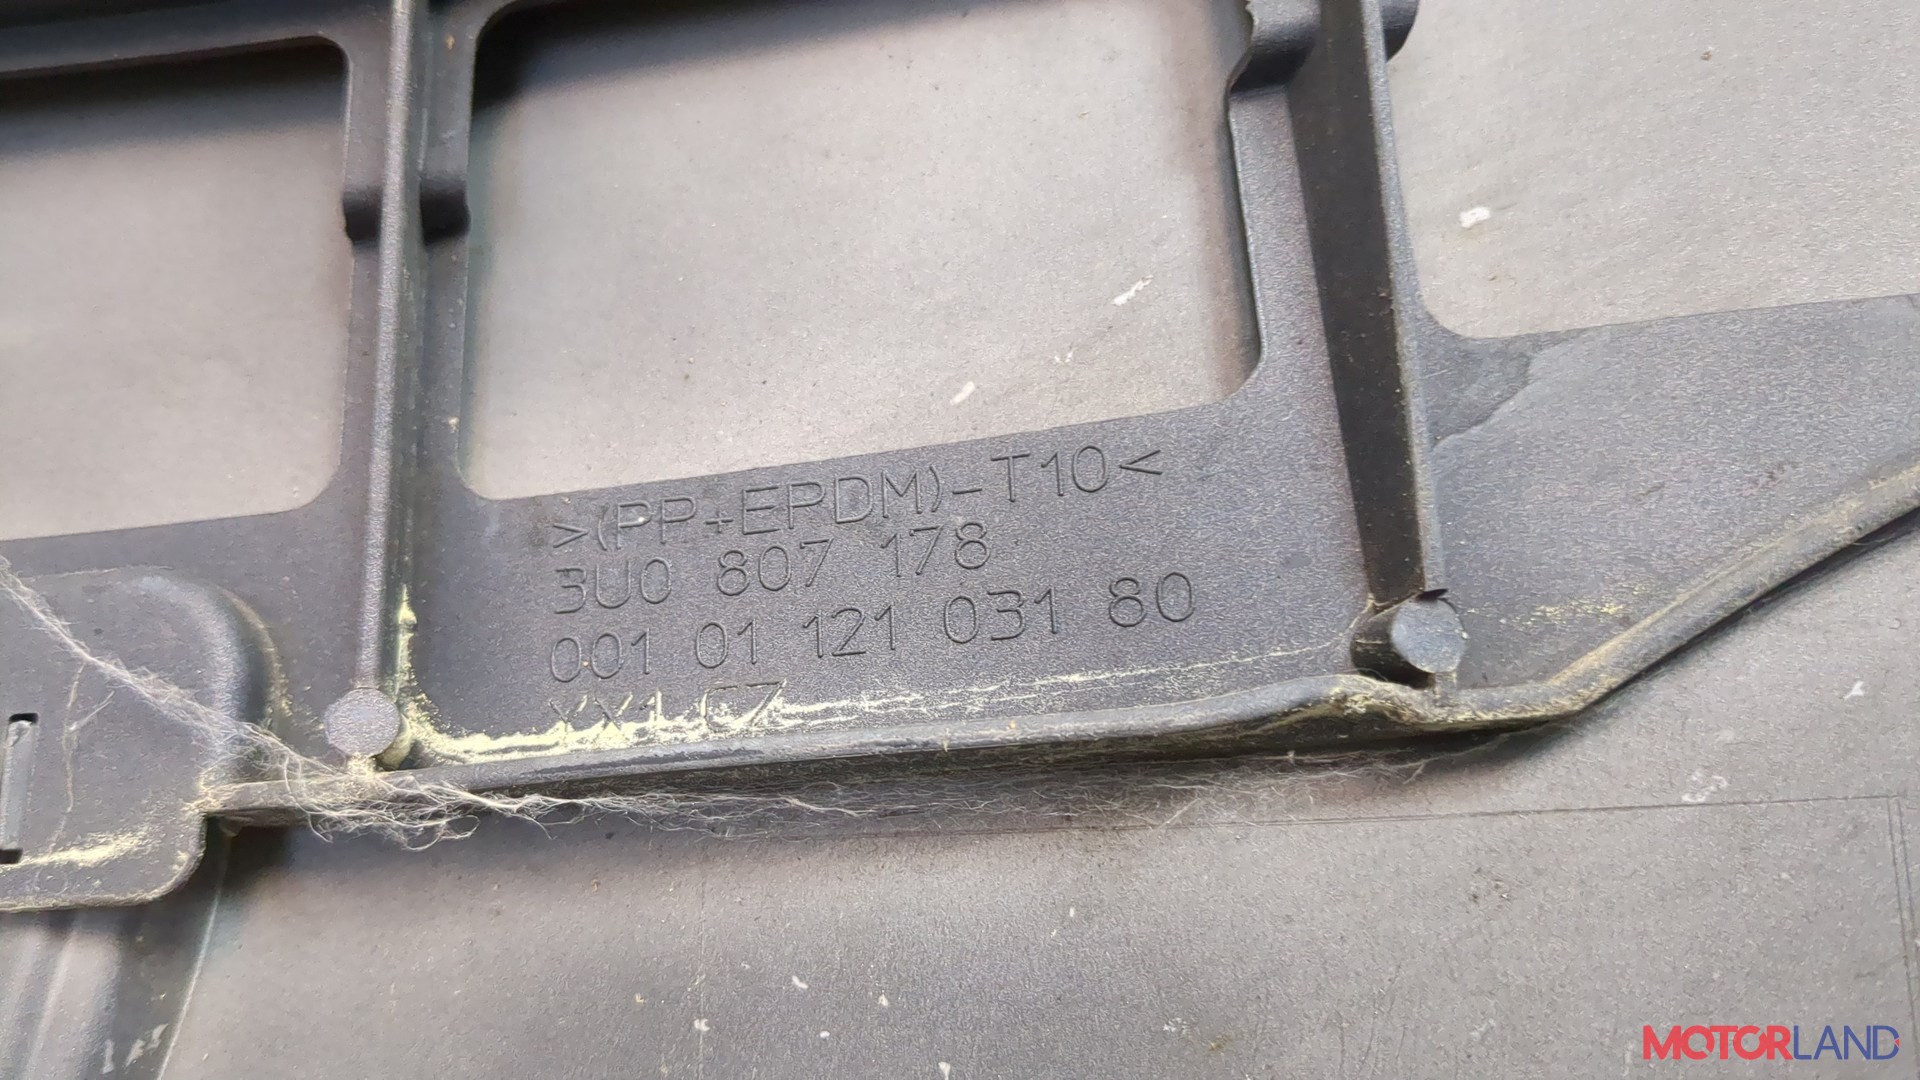 >(PP+EPDM)-T10<
3U0 807 178
001 01 121 031 80
MOTORLAND